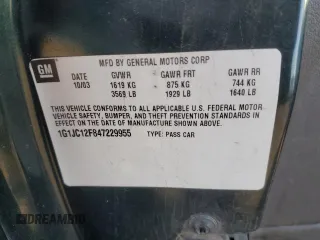 GM
MFD BY GENERAL MOTORS CORP
DATE GVWR GAWR FRT GAWR RR
10/03 1619 KG 875 KG 744 KG
3569 LB 1929 LB 1640 LB
THIS VEHICLE CONFORMS TO ALL APPLICABLE U.S. FEDERAL MOTOR
VEHICLE SAFETY, BUMPER, AND THEFT PREVENTION STANDARDS IN
EFFECT ON THE DATE OF MANUFACTURE SHOWN ABOVE.
1G1JC12F847229955 TYPE: PASS CAR
DREAMBID